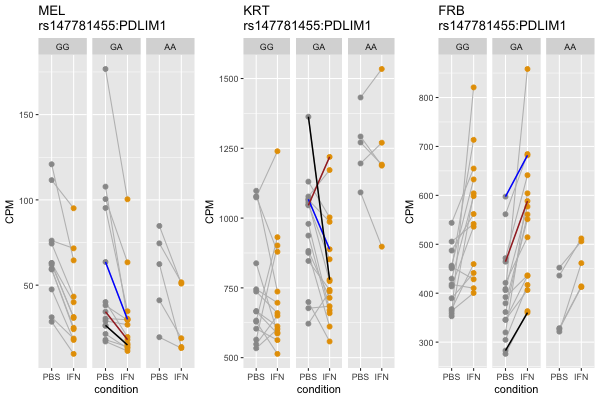 MEL
rs147781455:PDLIM1
GG GA AA
150
100
50
CPM
PBS IFN PBS IFN PBS IFN
condition
KRT
rs147781455:PDLIM1
GG GA AA
1500
1250
1000
750
500
CPM
PBS IFN PBS IFN PBS IFN
condition
FRB
rs147781455:PDLIM1
GG GA AA
800
700
600
500
400
300
CPM
PBS IFN PBS IFN PBS IFN
condition